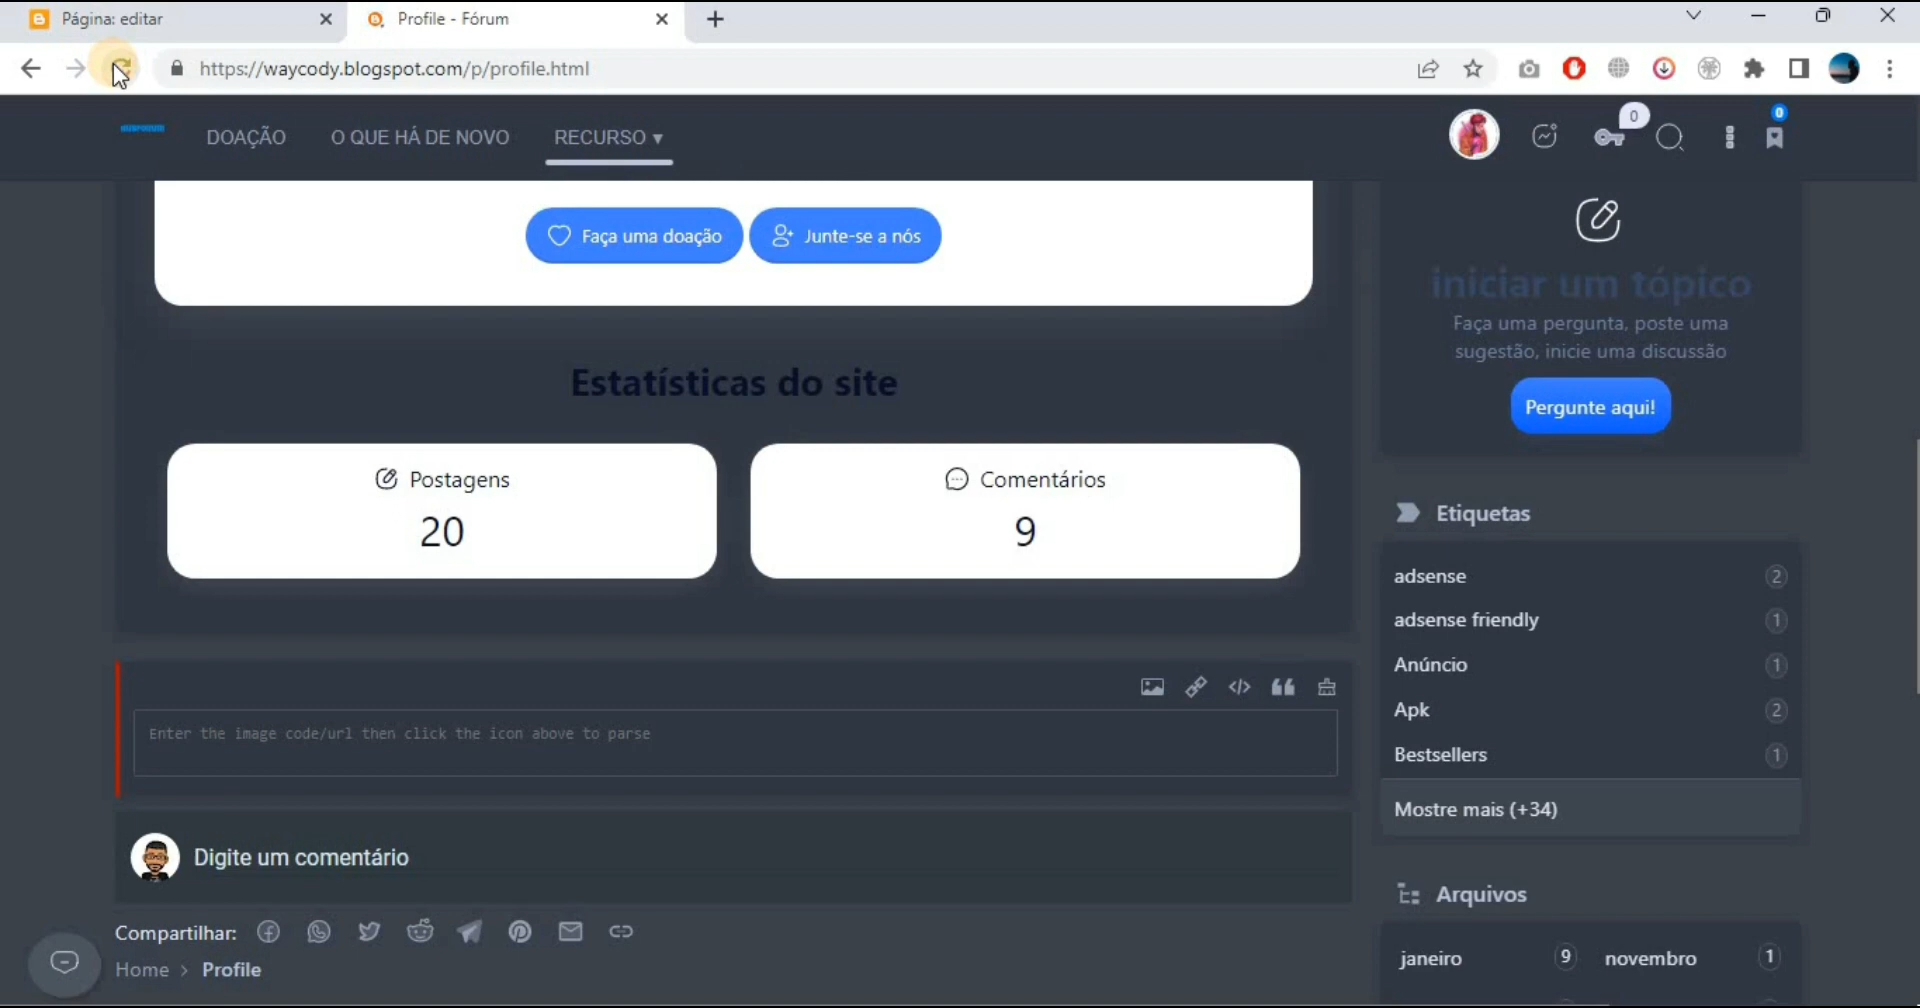 Página: editar
Profile - Fórum
https://waycody.blogspot.com/p/profile.html
DOAÇÃO
O QUE HÁ DE NOVO
RECURSO ▾
0
0
Faça uma doação
Junte-se a nós
Estatísticas do site
Postagens
20
Comentários
9
Enter the image code/url then click the icon above to parse
Digite um comentário
Compartilhar:
Home > Profile
iniciar um tópico
Faça uma pergunta, poste uma
sugestão, inicie uma discussão
Pergunte aqui!
Etiquetas
adsense 2
adsense friendly 1
Anúncio 1
Apk 2
Bestsellers 1
Mostre mais (+34)
Arquivos
janeiro 9 novembro 1